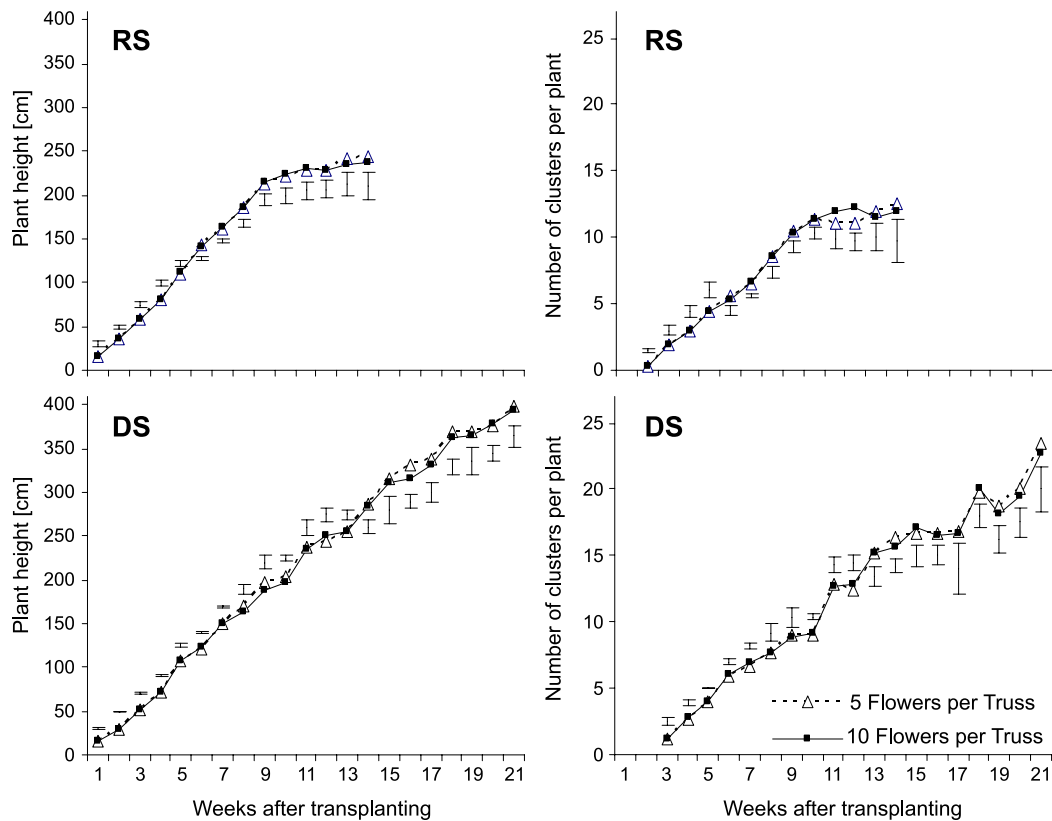 RS
Plant height [cm]
400
350
300
250
200
150
100
50
0
RS
Number of clusters per plant
25
20
15
10
5
0
DS
Plant height [cm]
400
350
300
250
200
150
100
50
0
1 3 5 7 9 11 13 15 17 19 21
Weeks after transplanting
DS
Number of clusters per plant
25
20
15
10
5
0
5 Flowers per Truss
10 Flowers per Truss
1 3 5 7 9 11 13 15 17 19 21
Weeks after transplanting